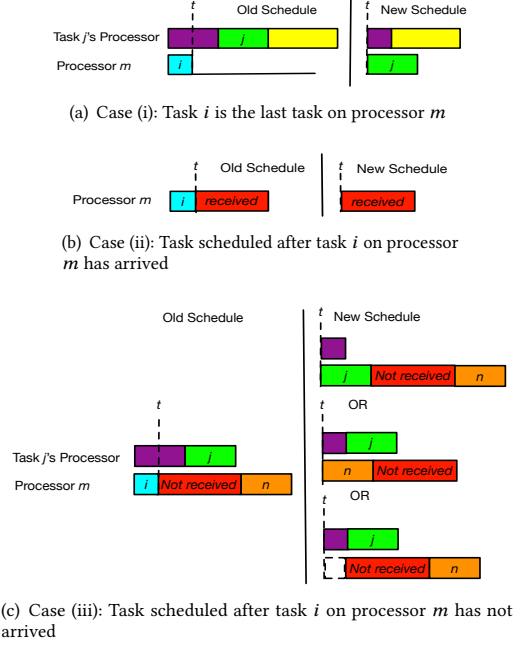 t
Old Schedule
New Schedule
t
Task j's Processor
j
Processor m
i
j
(a) Case (i): Task i is the last task on processor m
t
Old Schedule
t
New Schedule
Processor m
i
received
received
(b) Case (ii): Task scheduled after task i on processor
m has arrived
Old Schedule
t
New Schedule
j
Not received
n
t
t
OR
Task j's Processor
j
j
Processor m
i
Not received
n
n
Not received
t
OR
j
Not received
n
(c) Case (iii): Task scheduled after task i on processor m has not
arrived